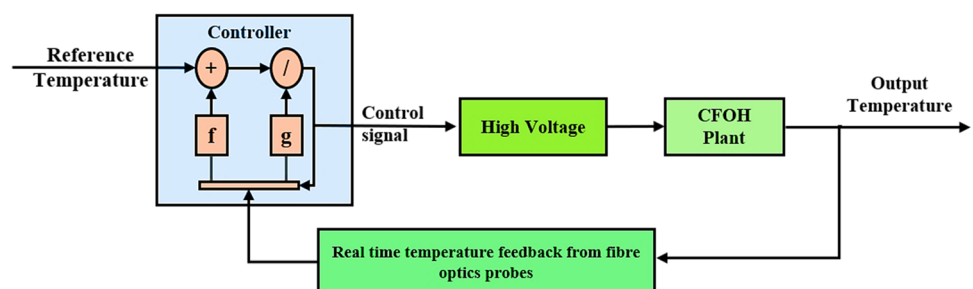 Controller
Reference
Temperature
+
/
f
g
Control
signal
High Voltage
CFOH
Plant
Output
Temperature
Real time temperature feedback from fibre
optics probes